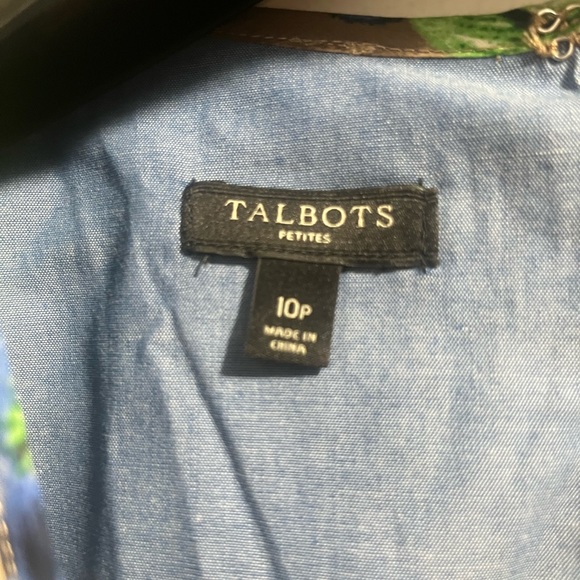 TALBOTS
PETITES
10P
MADE IN
CHINA